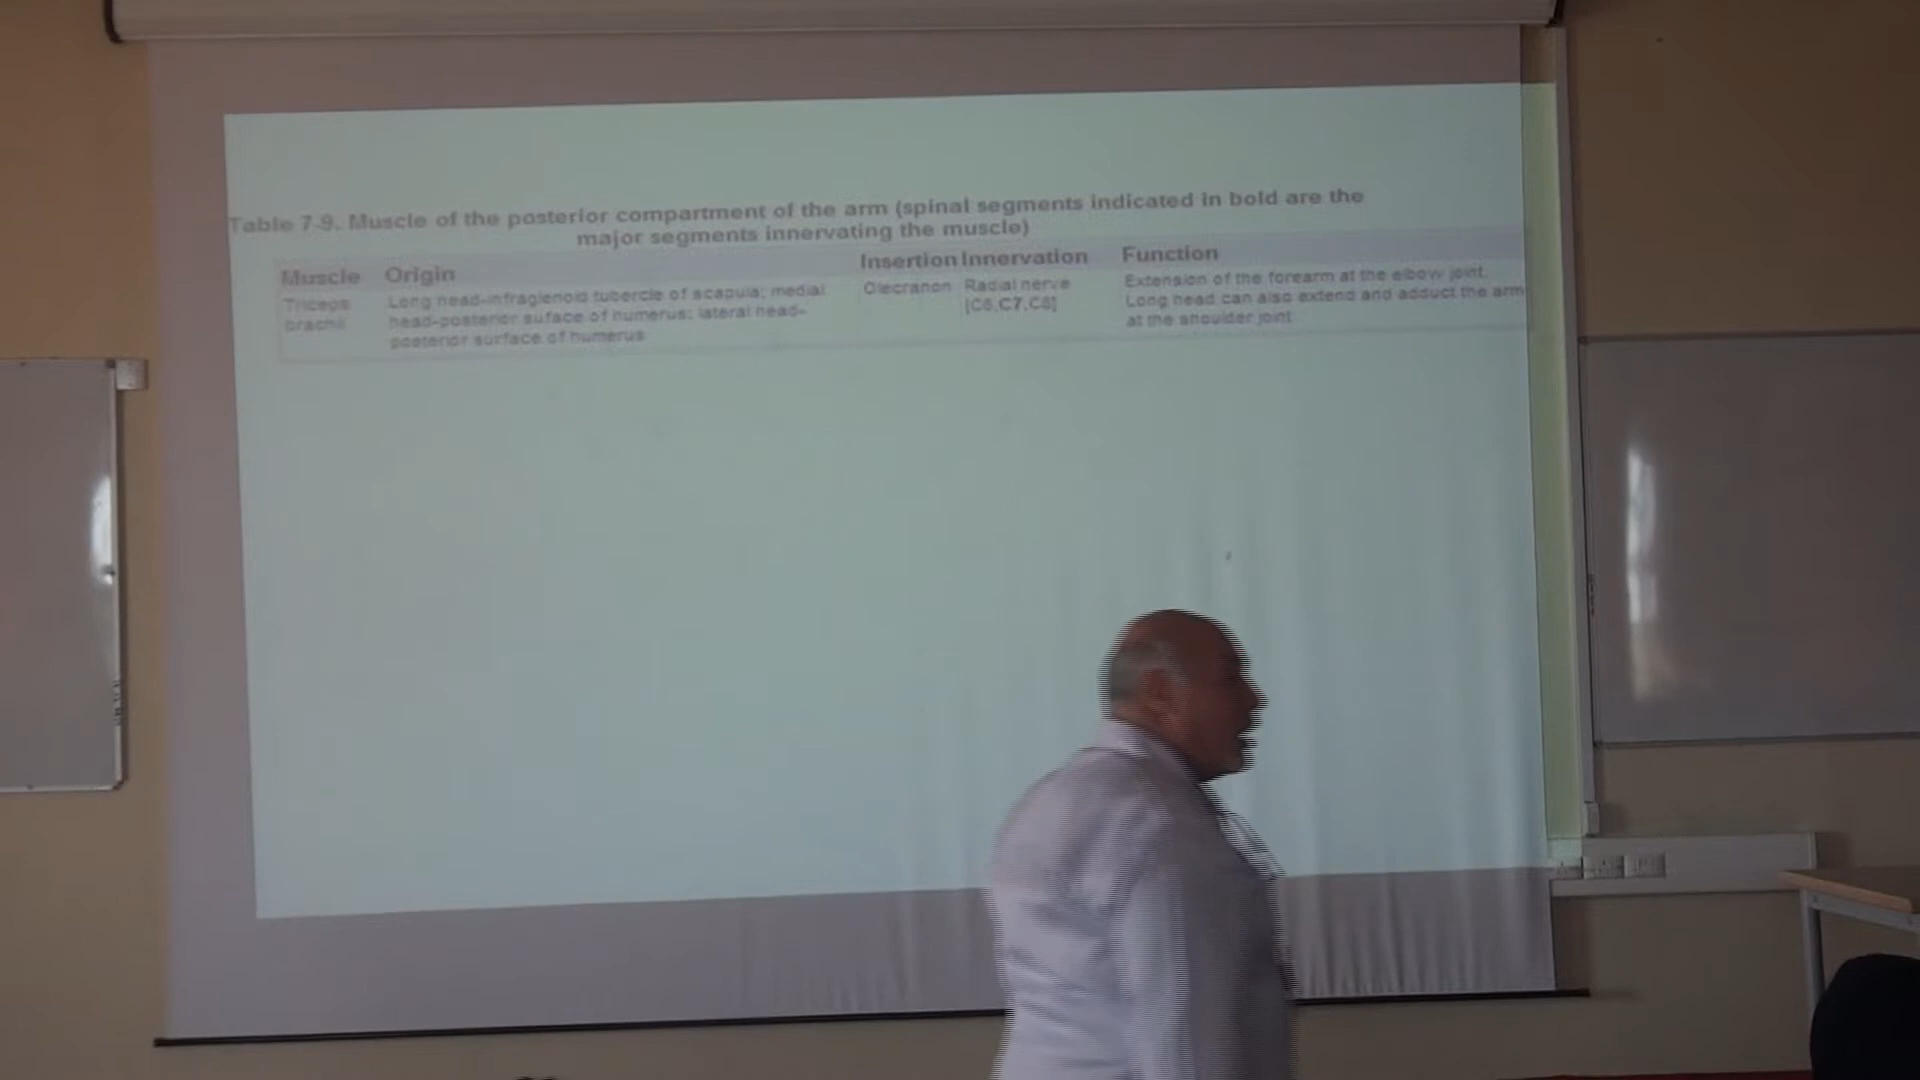 Table 7-9. Muscle of the posterior compartment of the arm (spinal segments indicated in bold are the
major segments innervating the muscle)
Muscle Origin Insertion Innervation Function
Triceps brachii
Long head-infraglenoid tubercle of scapula; medial
head-posterior suface of humerus; lateral head-
posterior surface of humerus
Olecranon
Radial nerve
[C6,C7,C8]
Extension of the forearm at the elbow joint.
Long head can also extend and adduct the arm
at the shoulder joint